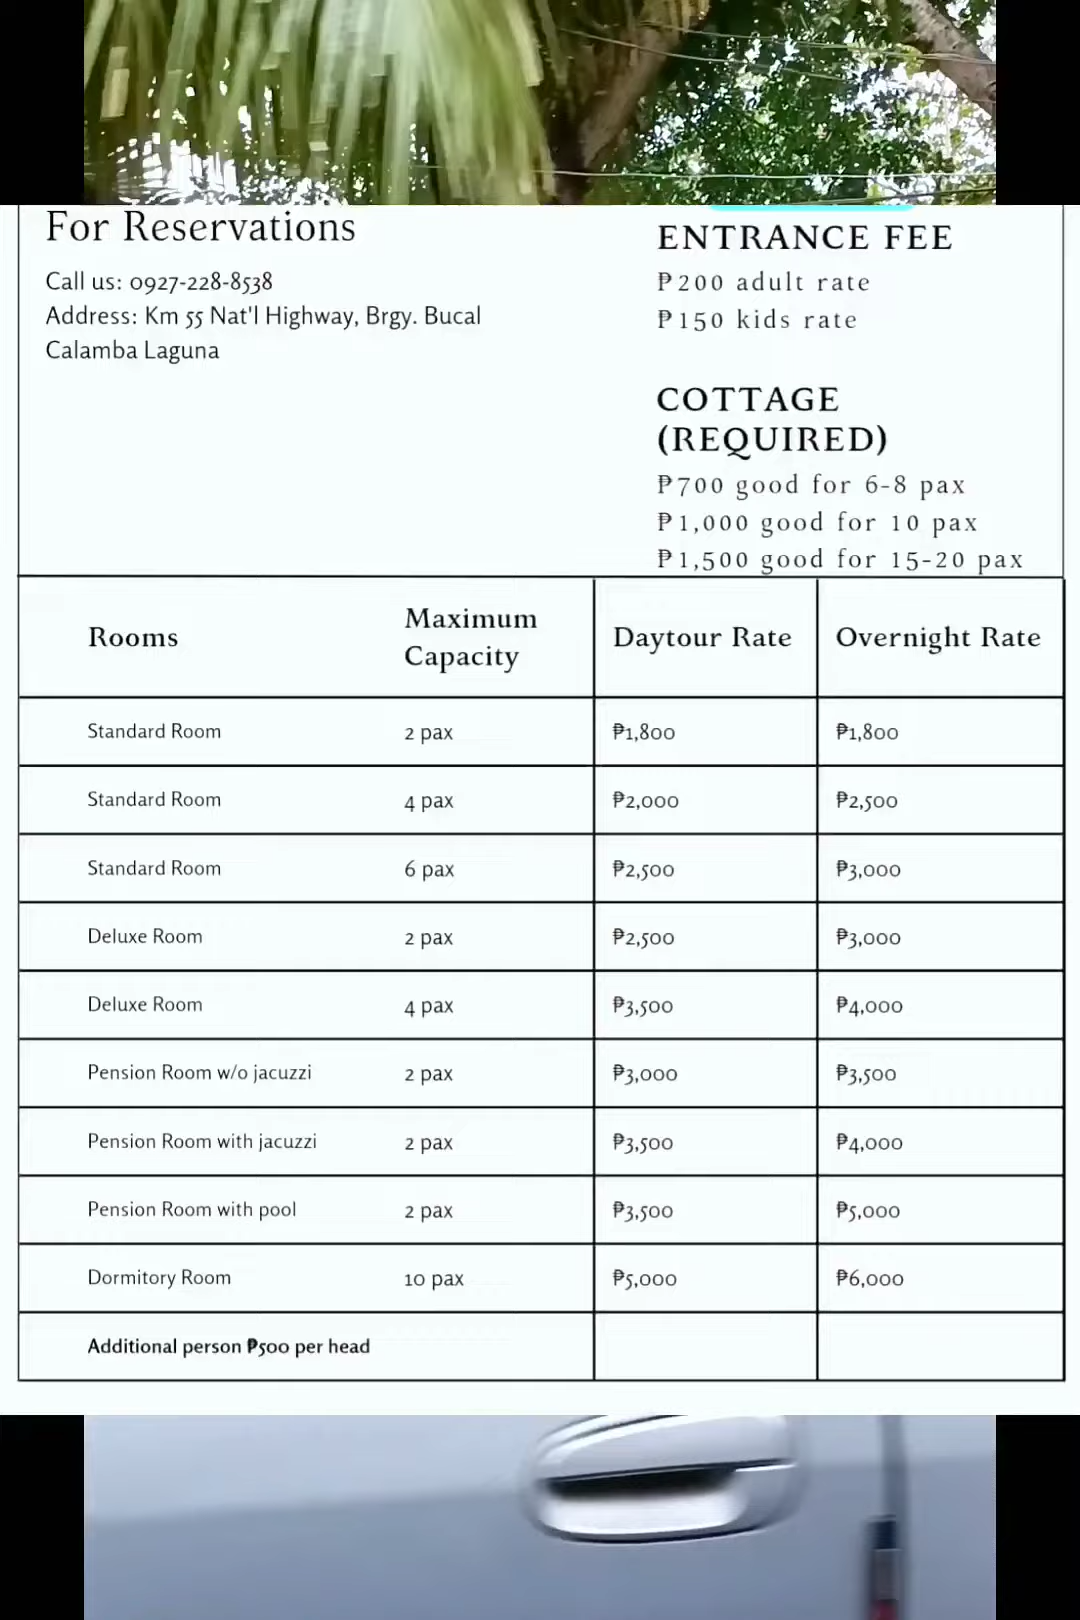 For Reservations
Call us: 0927-228-8538
Address: Km 55 Nat'l Highway, Brgy. Bucal
Calamba Laguna
ENTRANCE FEE
₱200 adult rate
₱150 kids rate
COTTAGE
(REQUIRED)
₱700 good for 6-8 pax
₱1,000 good for 10 pax
₱1,500 good for 15-20 pax
Rooms Maximum Capacity Daytour Rate Overnight Rate
Standard Room 2 pax ₱1,800 ₱1,800
Standard Room 4 pax ₱2,000 ₱2,500
Standard Room 6 pax ₱2,500 ₱3,000
Deluxe Room 2 pax ₱2,500 ₱3,000
Deluxe Room 4 pax ₱3,500 ₱4,000
Pension Room w/o jacuzzi 2 pax ₱3,000 ₱3,500
Pension Room with jacuzzi 2 pax ₱3,500 ₱4,000
Pension Room with pool 2 pax ₱3,500 ₱5,000
Dormitory Room 10 pax ₱5,000 ₱6,000
Additional person ₱500 per head